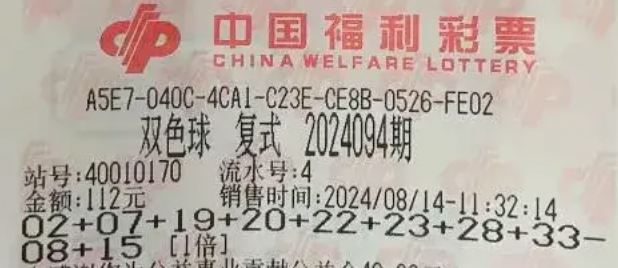 中国福利彩票
CHINA WELFARE LOTTERY
A5E7-040C-4CA1-C23E-CE8B-0526-FE02
双色球 复式 2024094期
站号:40010170 流水号:4
金额:112元 销售时间:2024/08/14-11:32:14
02+07+19+20+22+23+28+33-
08+15 [1倍]